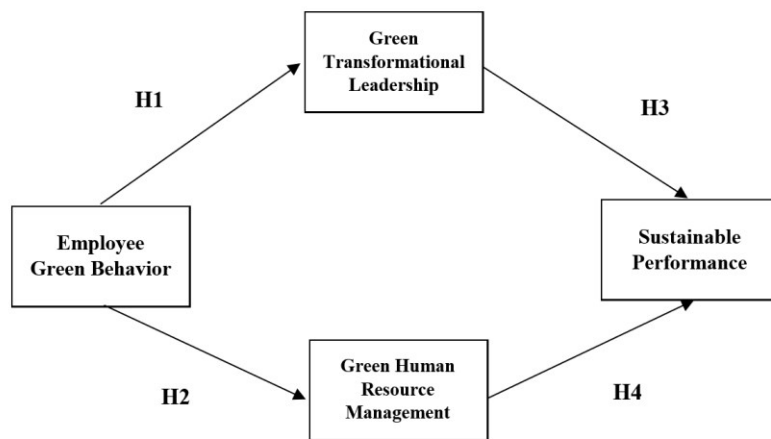 Green
Transformational
Leadership
H1
H3
Employee
Green Behavior
Sustainable
Performance
Green Human
Resource
Management
H2
H4